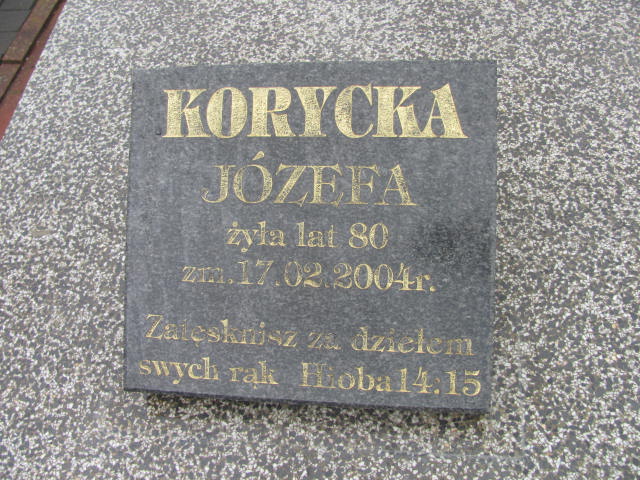 KORYCKA
JÓZEFA
żyła lat 80
zm.17.02.2004r.
Zatęsknisz za dziełem
swych rąk Hioba 14:15